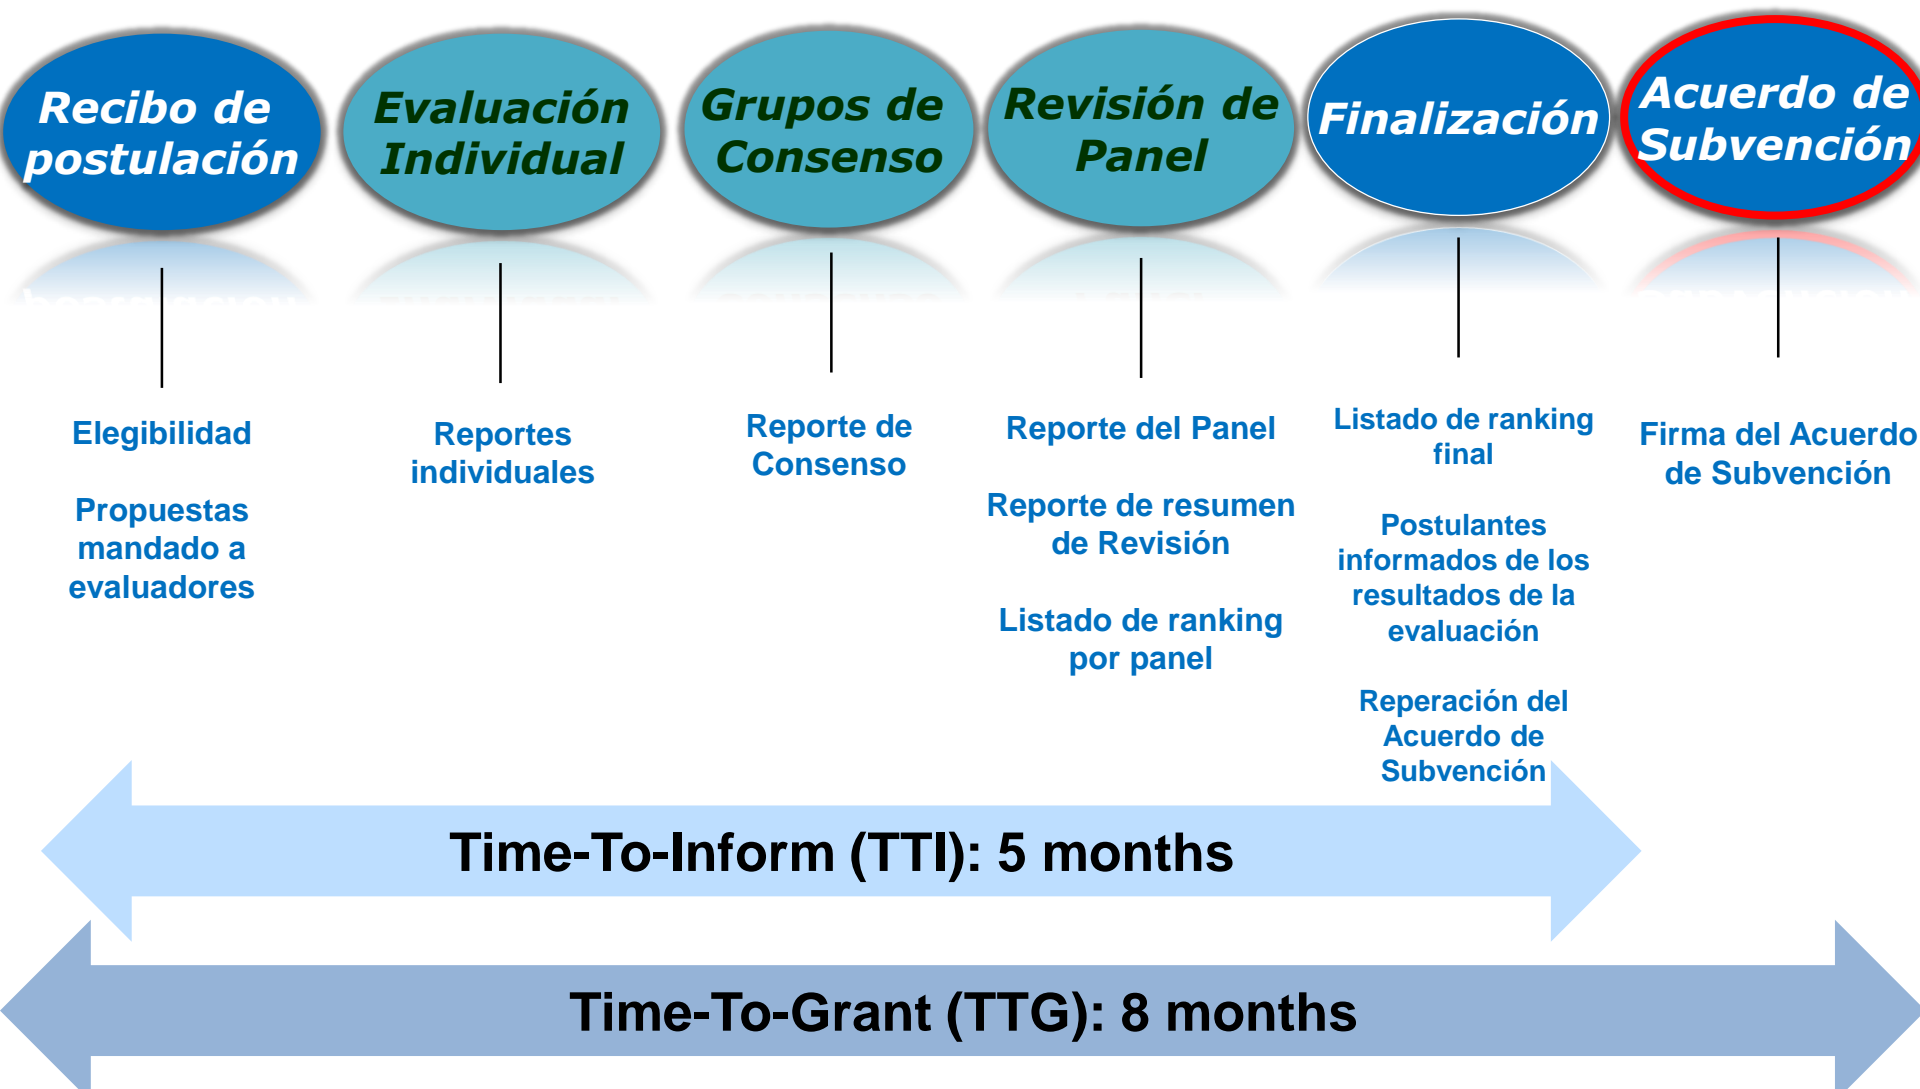 Recibo de
postulación
Evaluación
Individual
Grupos de
Consenso
Revisión de
Panel
Finalización
Acuerdo de
Subvención
Elegibilidad
Propuestas
mandado a
evaluadores
Reportes
individuales
Reporte de
Consenso
Reporte del Panel
Reporte de resumen
de Revisión
Listado de ranking
por panel
Listado de ranking
final
Postulantes
informados de los
resultados de la
evaluación
Reperación del
Acuerdo de
Subvención
Firma del Acuerdo
de Subvención
Time-To-Inform (TTI): 5 months
Time-To-Grant (TTG): 8 months